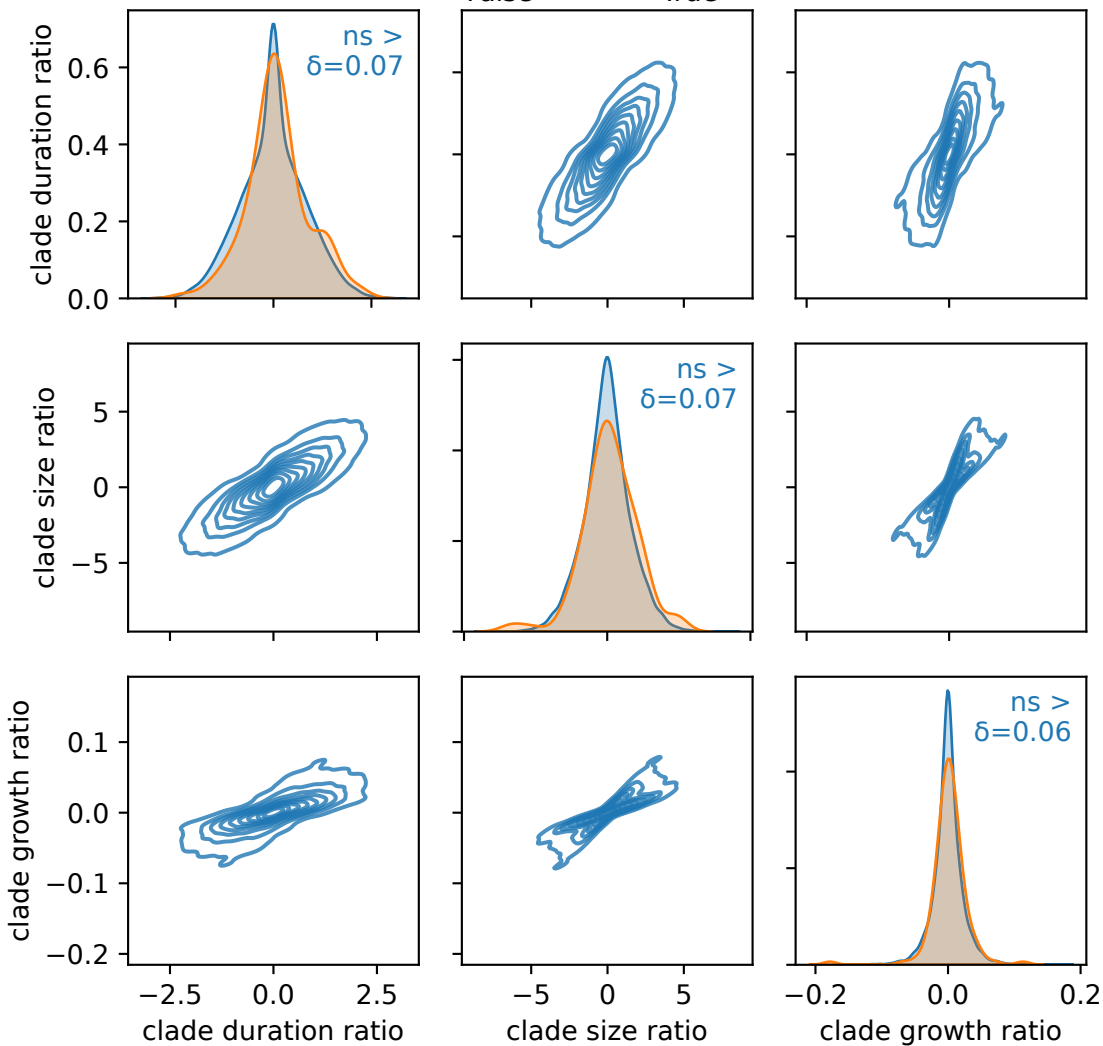 clade duration ratio
0.6
0.4
0.2
0.0
ns >
δ=0.07
clade size ratio
5
0
−5
ns >
δ=0.07
clade growth ratio
0.1
0.0
−0.1
−0.2
ns >
δ=0.06
−2.5 0.0 2.5
−5 0 5
−0.2 0.0 0.2
clade duration ratio
clade size ratio
clade growth ratio